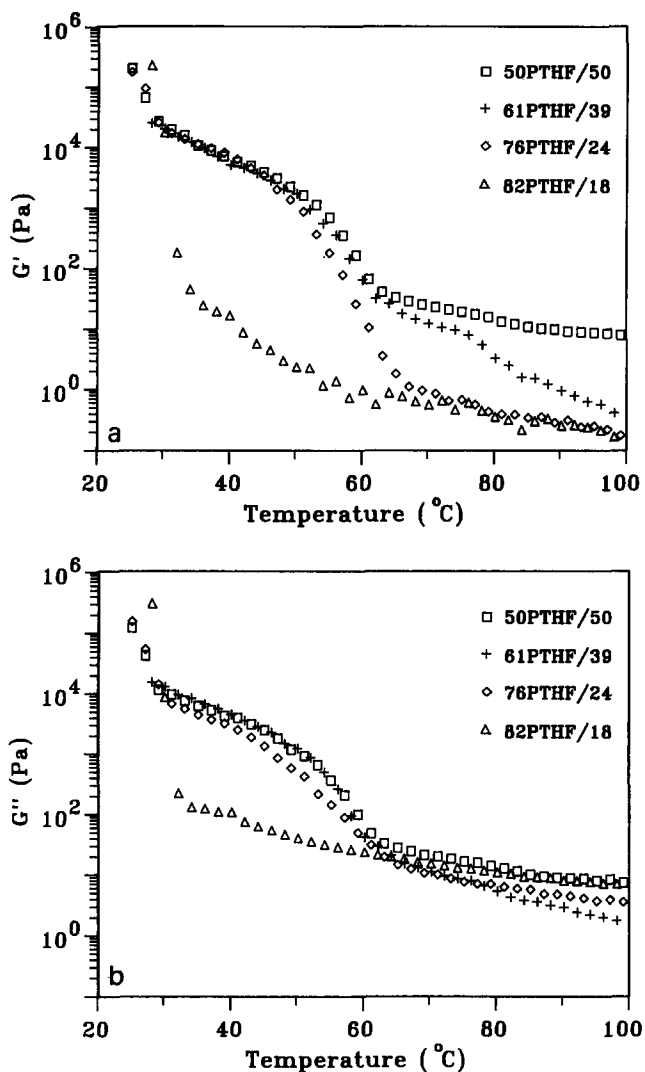 10^6
50PTHF/50
61PTHF/39
76PTHF/24
82PTHF/18
10^4
G' (Pa)
10^2
10^0
a
20 40 60 80 100
Temperature (°C)
10^6
50PTHF/50
61PTHF/39
76PTHF/24
82PTHF/18
10^4
G" (Pa)
10^2
10^0
b
20 40 60 80 100
Temperature (°C)